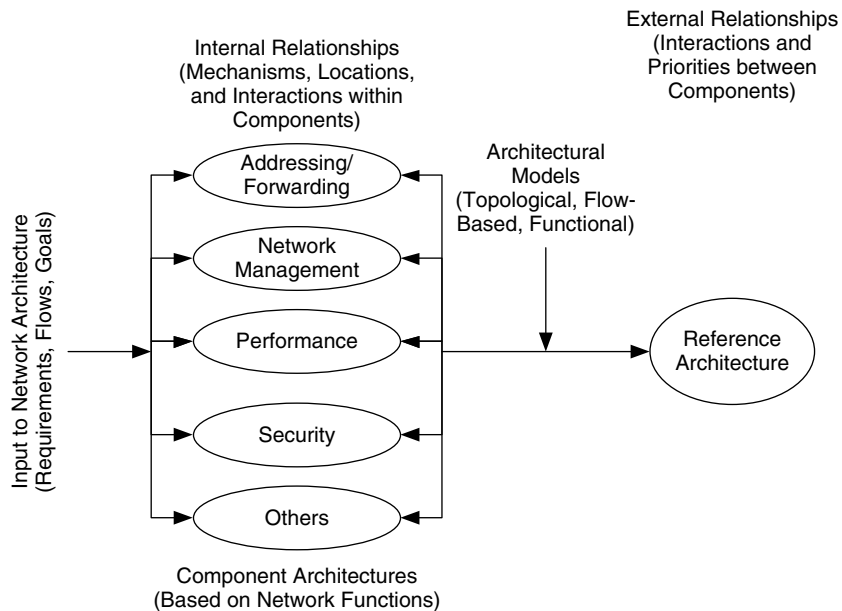 External Relationships
(Interactions and
Priorities between
Components)
Internal Relationships
(Mechanisms, Locations,
and Interactions within
Components)
Addressing/
Forwarding
Architectural
Models
(Topological, Flow-
Based, Functional)
Network
Management
Input to Network Architecture
(Requirements, Flows, Goals)
Performance
Reference
Architecture
Security
Others
Component Architectures
(Based on Network Functions)